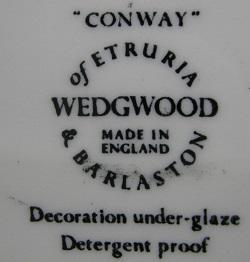 "CONWAY"
of ETRURIA
WEDGWOOD
MADE IN
ENGLAND
& BARLASTON
Decoration under-glaze
Detergent proof